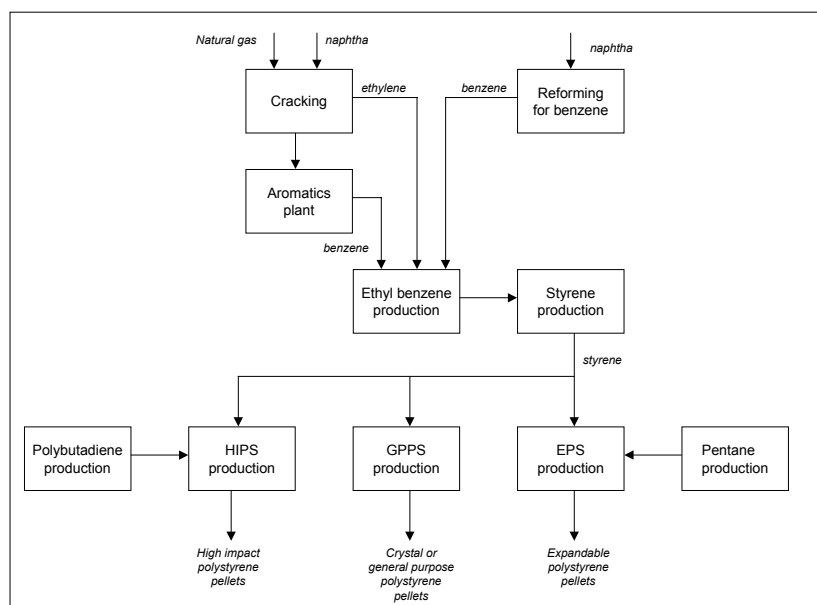 Natural gas
naphtha
naphtha
Cracking
ethylene
benzene
Reforming
for benzene
Aromatics
plant
benzene
Ethyl benzene
production
Styrene
production
styrene
Polybutadiene
production
HIPS
production
GPPS
production
EPS
production
Pentane
production
High impact
polystyrene
pellets
Crystal or
general purpose
polystyrene
pellets
Expandable
polystyrene
pellets